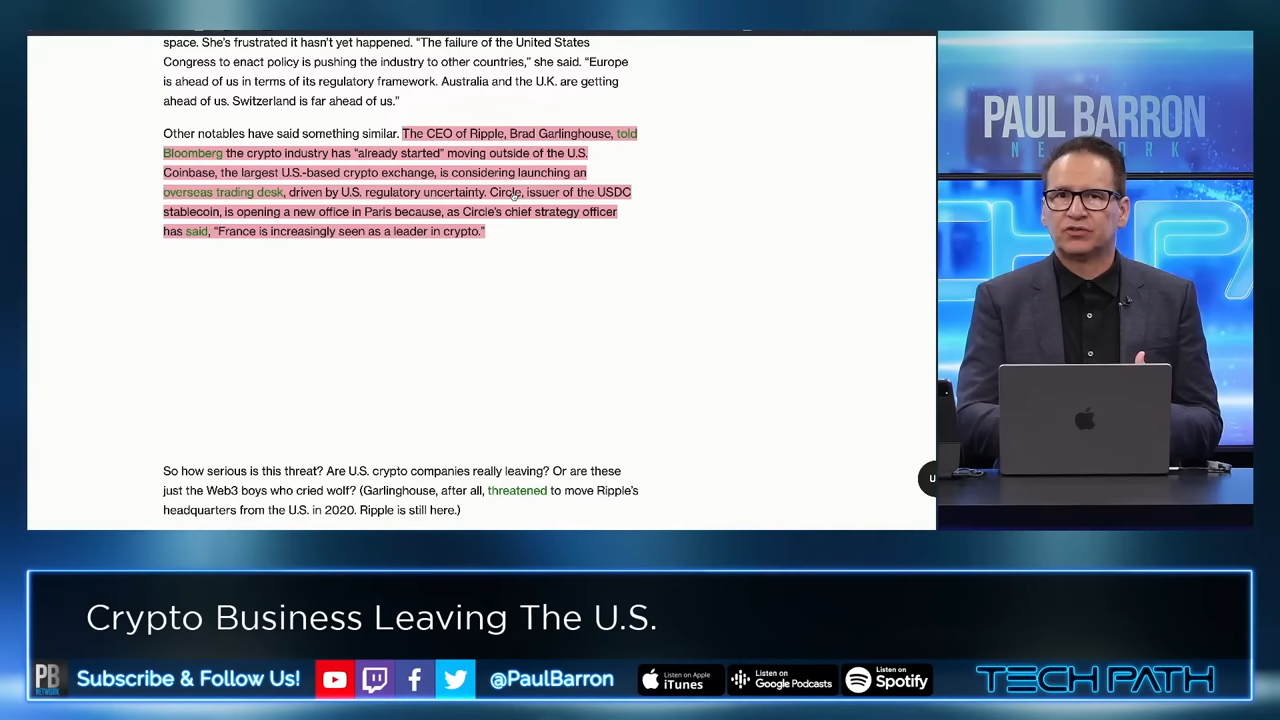 space. She's frustrated it hasn't yet happened. “The failure of the United States
Congress to enact policy is pushing the industry to other countries,” she said. “Europe
is ahead of us in terms of its regulatory framework. Australia and the U.K. are getting
ahead of us. Switzerland is far ahead of us.”
Other notables have said something similar. The CEO of Ripple, Brad Garlinghouse, told
Bloomberg the crypto industry has “already started” moving outside of the U.S.
Coinbase, the largest U.S.-based crypto exchange, is considering launching an
overseas trading desk, driven by U.S. regulatory uncertainty. Circle, issuer of the USDC
stablecoin, is opening a new office in Paris because, as Circle's chief strategy officer
has said, “France is increasingly seen as a leader in crypto.”
So how serious is this threat? Are U.S. crypto companies really leaving? Or are these
just the Web3 boys who cried wolf? (Garlinghouse, after all, threatened to move Ripple's
headquarters from the U.S. in 2020. Ripple is still here.)
U
PAUL BARRON
NETWORK
Crypto Business Leaving The U.S.
PB
NETWORK
Subscribe & Follow Us!
@PaulBarron
Listen on Apple
iTunes
Listen on
Google Podcasts
Listen on
Spotify
TECH PATH